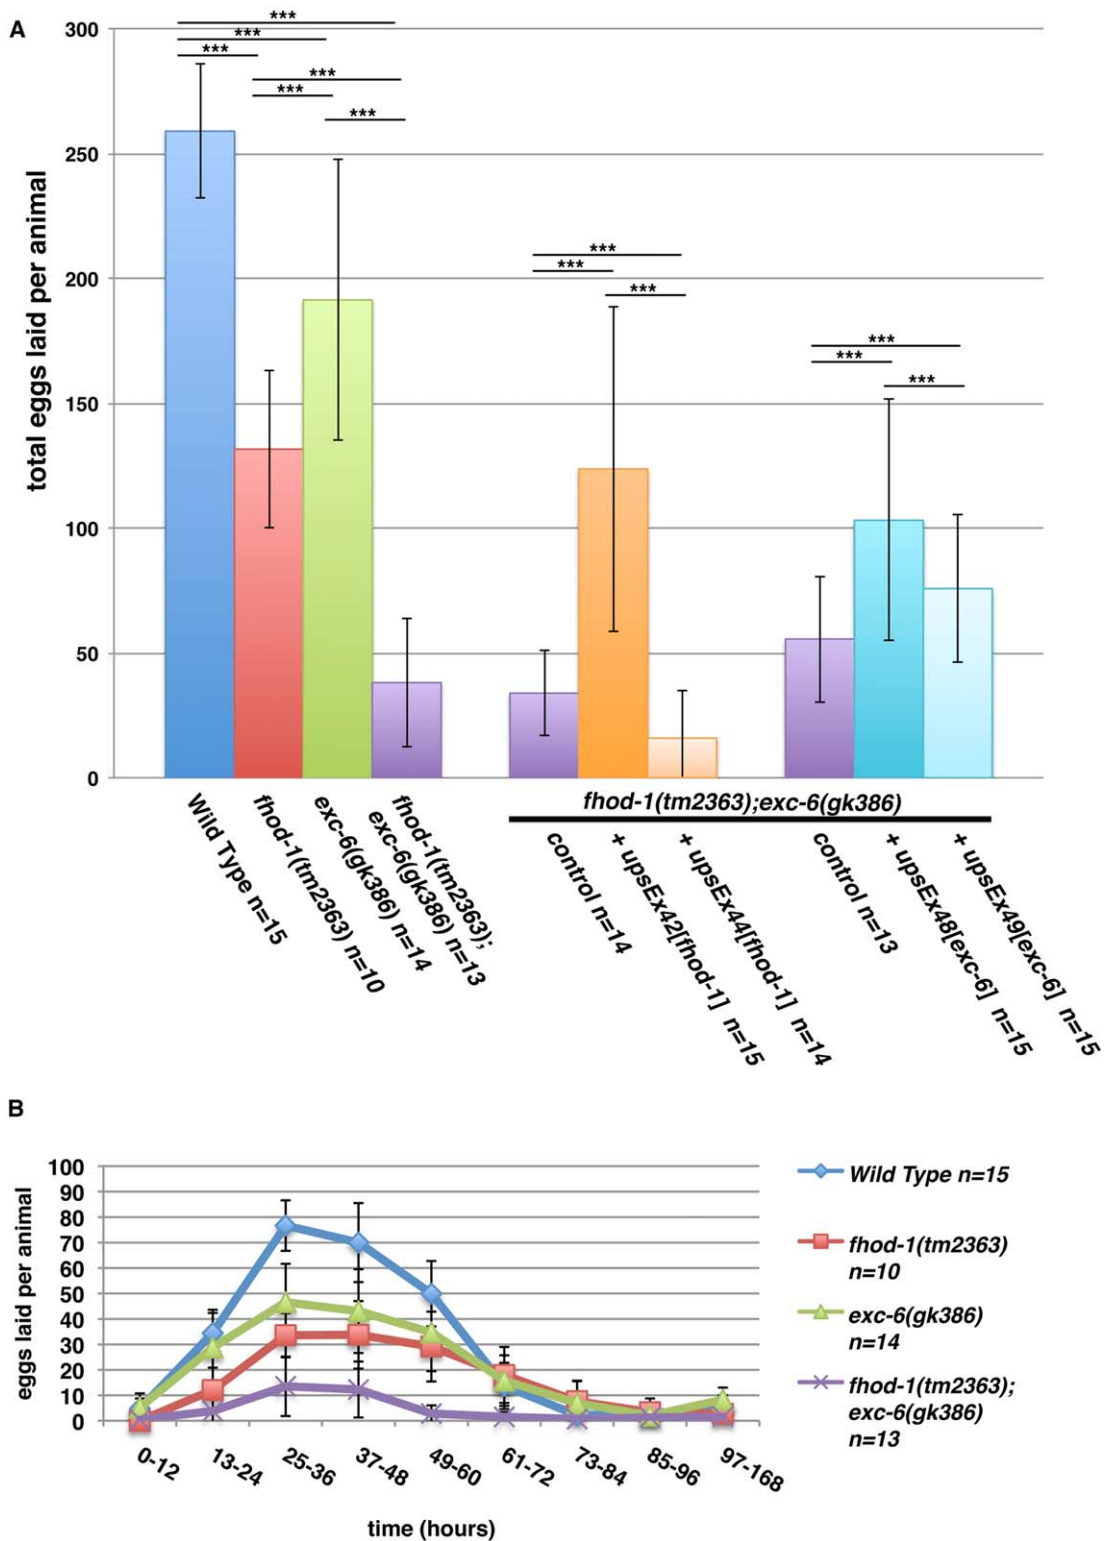 A
total eggs laid per animal
300
250
200
150
100
50
0
***
***
***
***
***
***
***
***
***
***
***
***
Wild Type n=15
fhod-1(tm2363) n=10
exc-6(gk386) n=14
fhod-1(tm2363);
exc-6(gk386) n=13
fhod-1(tm2363);exc-6(gk386)
control n=14
+ upsEx42[fhod-1] n=15
+ upsEx44[fhod-1] n=14
control n=13
+ upsEx48[exc-6] n=15
+ upsEx49[exc-6] n=15
B
eggs laid per animal
100
90
80
70
60
50
40
30
20
10
0
0-12
13-24
25-36
37-48
49-60
61-72
73-84
85-96
97-168
time (hours)
Wild Type n=15
fhod-1(tm2363)
n=10
exc-6(gk386)
n=14
fhod-1(tm2363);
exc-6(gk386)
n=13